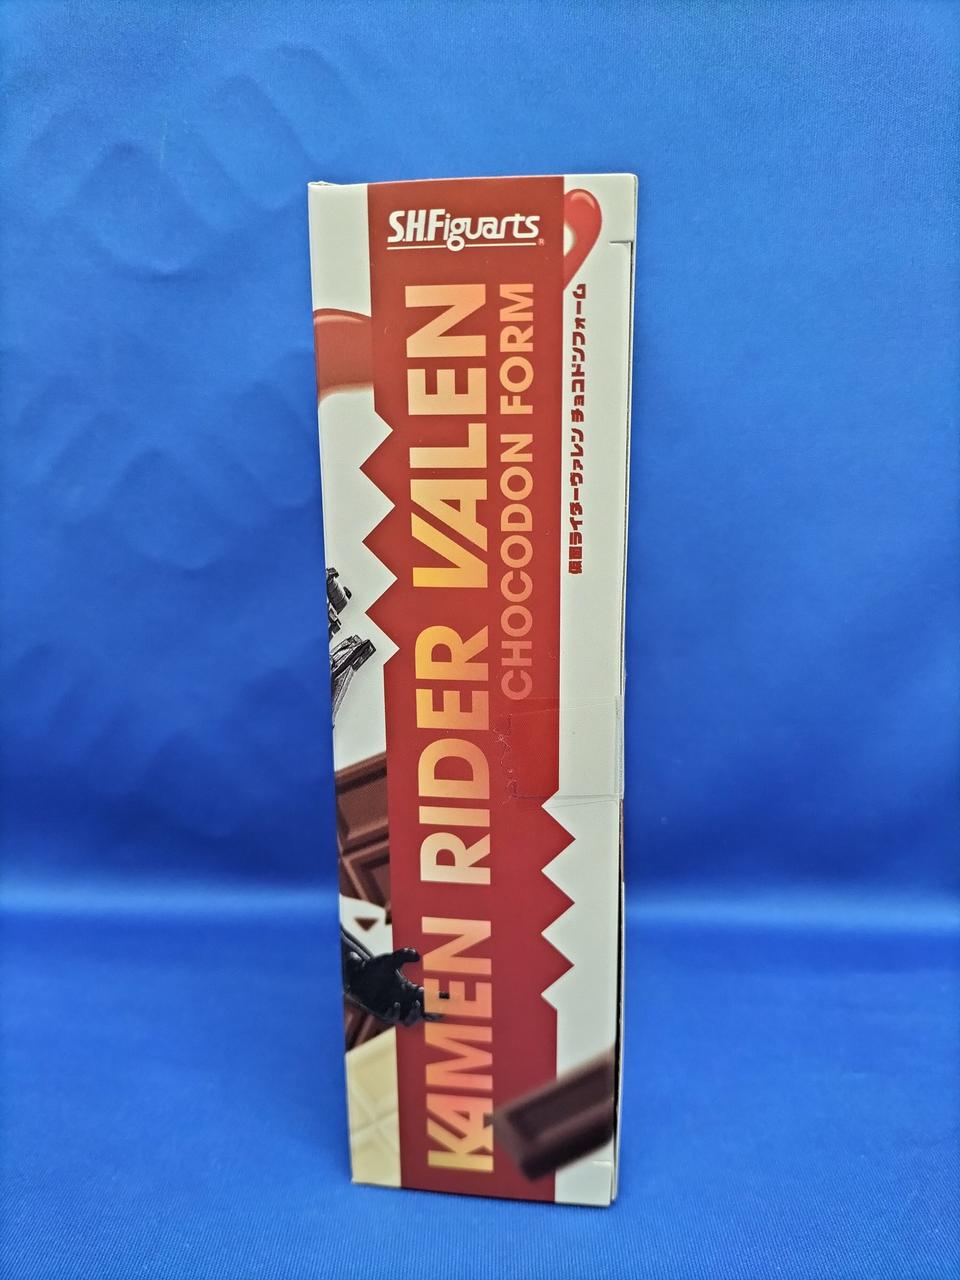 S.H.Figuarts®
KAMEN RIDER VALEN
CHOCODON FORM
仮面ライダーヴァレン チョコドンフォーム